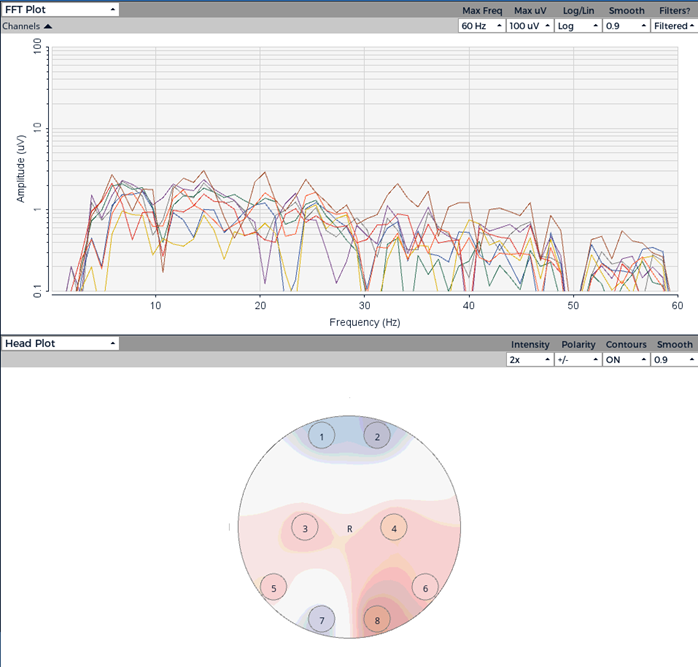 FFT Plot
Max Freq Max uV Log/Lin Smooth Filters?
Channels 60 Hz 100 uV Log 0.9 Filtered
100
10
1
0.1
Amplitude (uV)
10 20 30 40 50 60
Frequency (Hz)
Head Plot
Intensity Polarity Contours Smooth
2x +/- ON 0.9
1 2
3 R 4
5 6
7 8